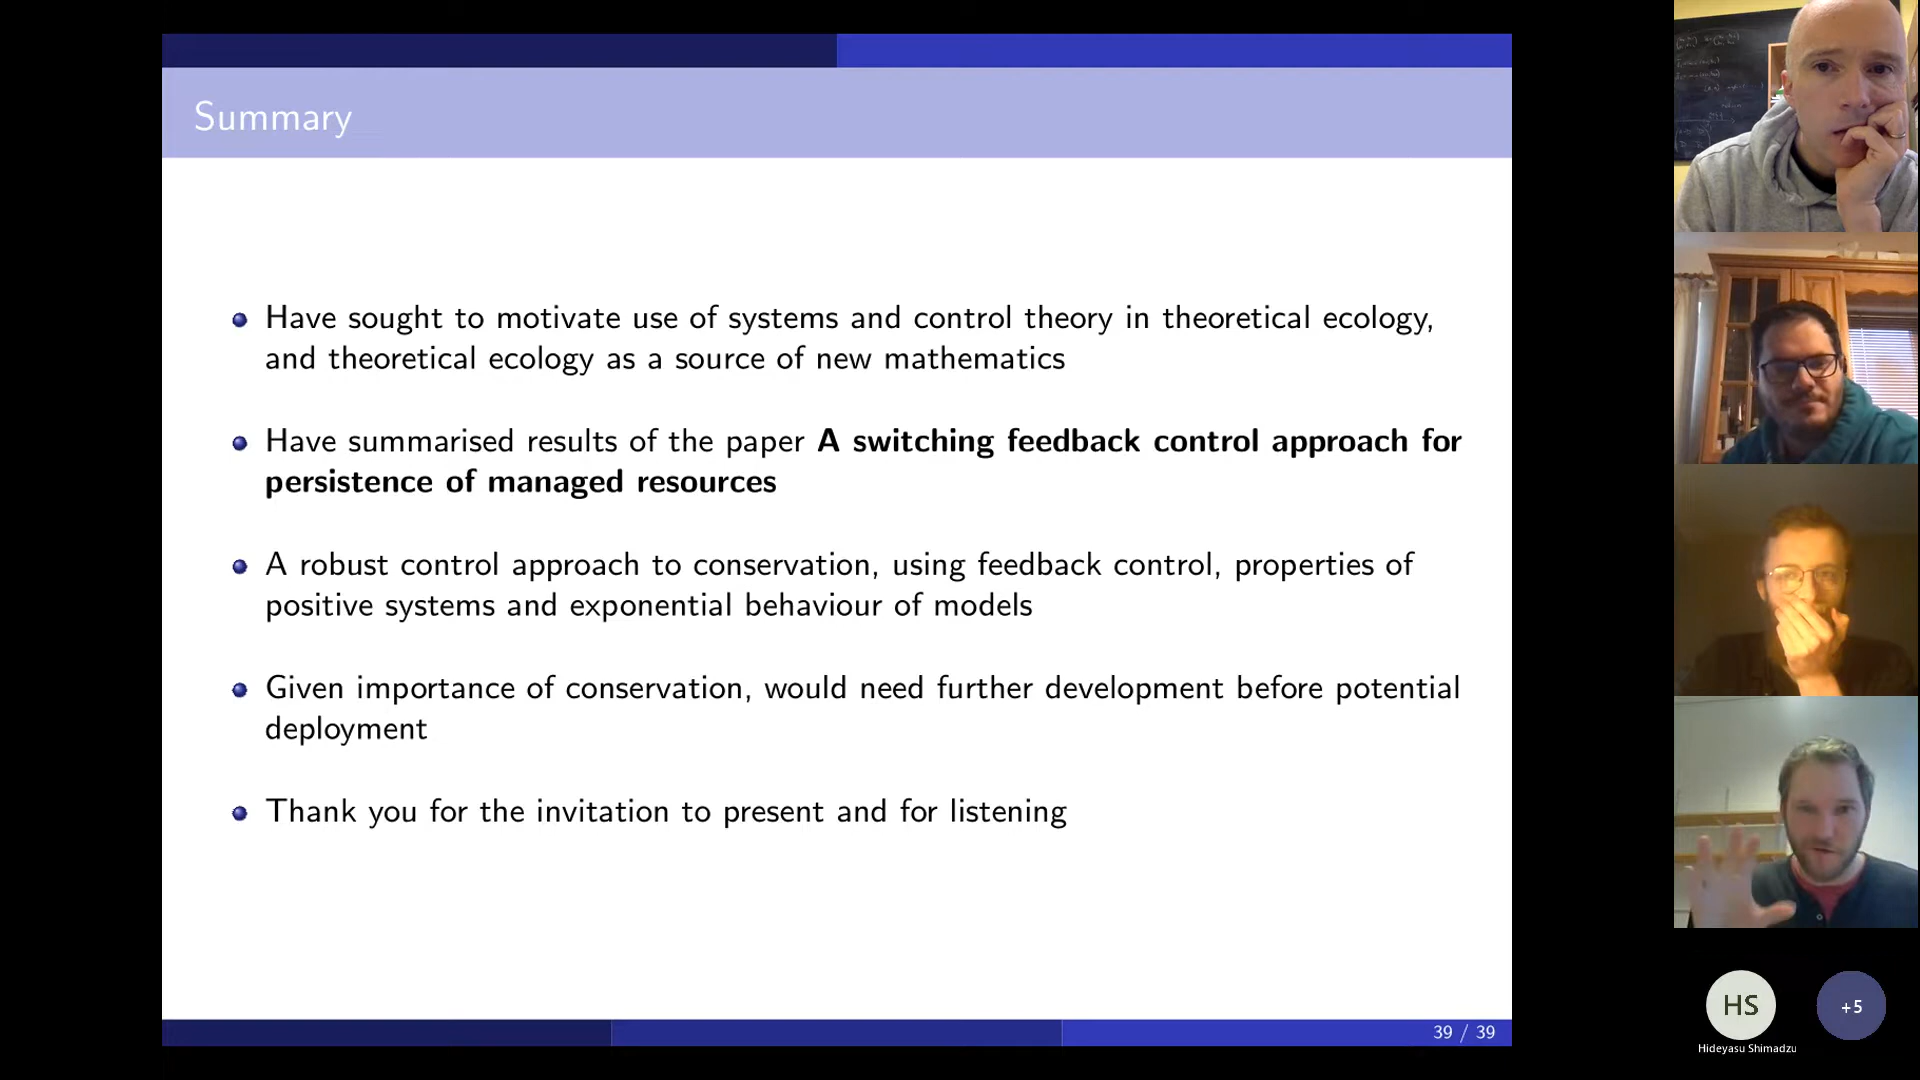 Summary
Have sought to motivate use of systems and control theory in theoretical ecology,
and theoretical ecology as a source of new mathematics
Have summarised results of the paper A switching feedback control approach for
persistence of managed resources
A robust control approach to conservation, using feedback control, properties of
positive systems and exponential behaviour of models
Given importance of conservation, would need further development before potential
deployment
Thank you for the invitation to present and for listening
39 / 39
HS
+5
Hideyasu Shimadzu